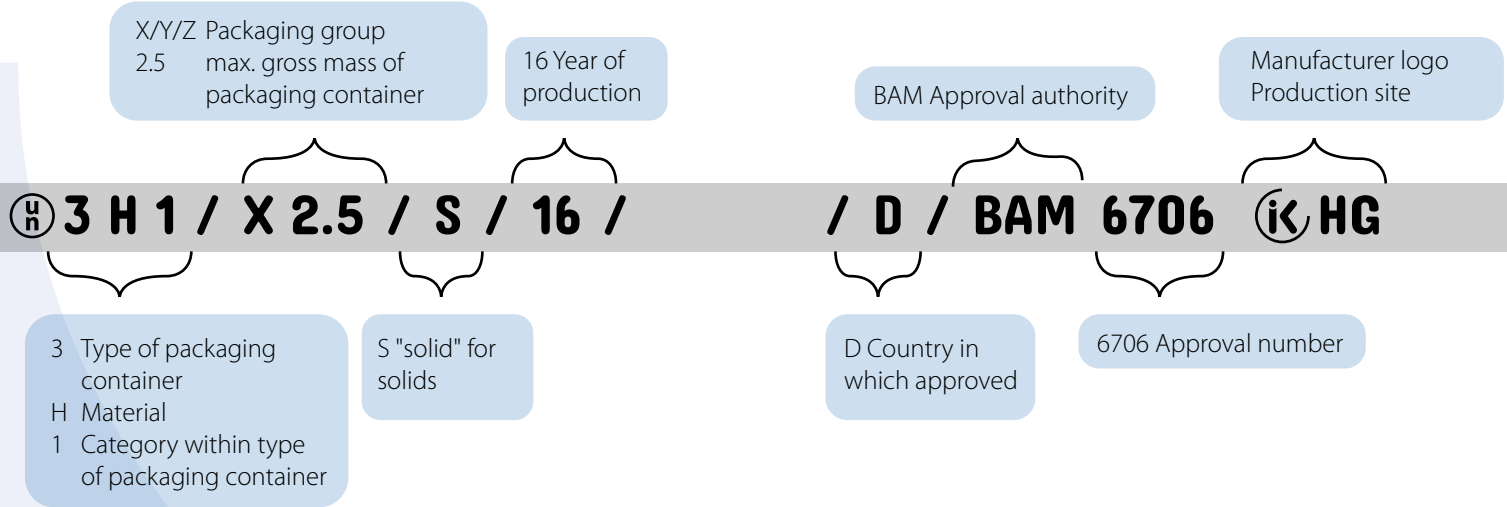 X/Y/Z Packaging group
2.5 max. gross mass of
packaging container
16 Year of
production
BAM Approval authority
Manufacturer logo
Production site
un 3 H 1 / X 2.5 / S / 16 / / D / BAM 6706 iK HG
3 Type of packaging
container
H Material
1 Category within type
of packaging container
S "solid" for
solids
D Country in
which approved
6706 Approval number